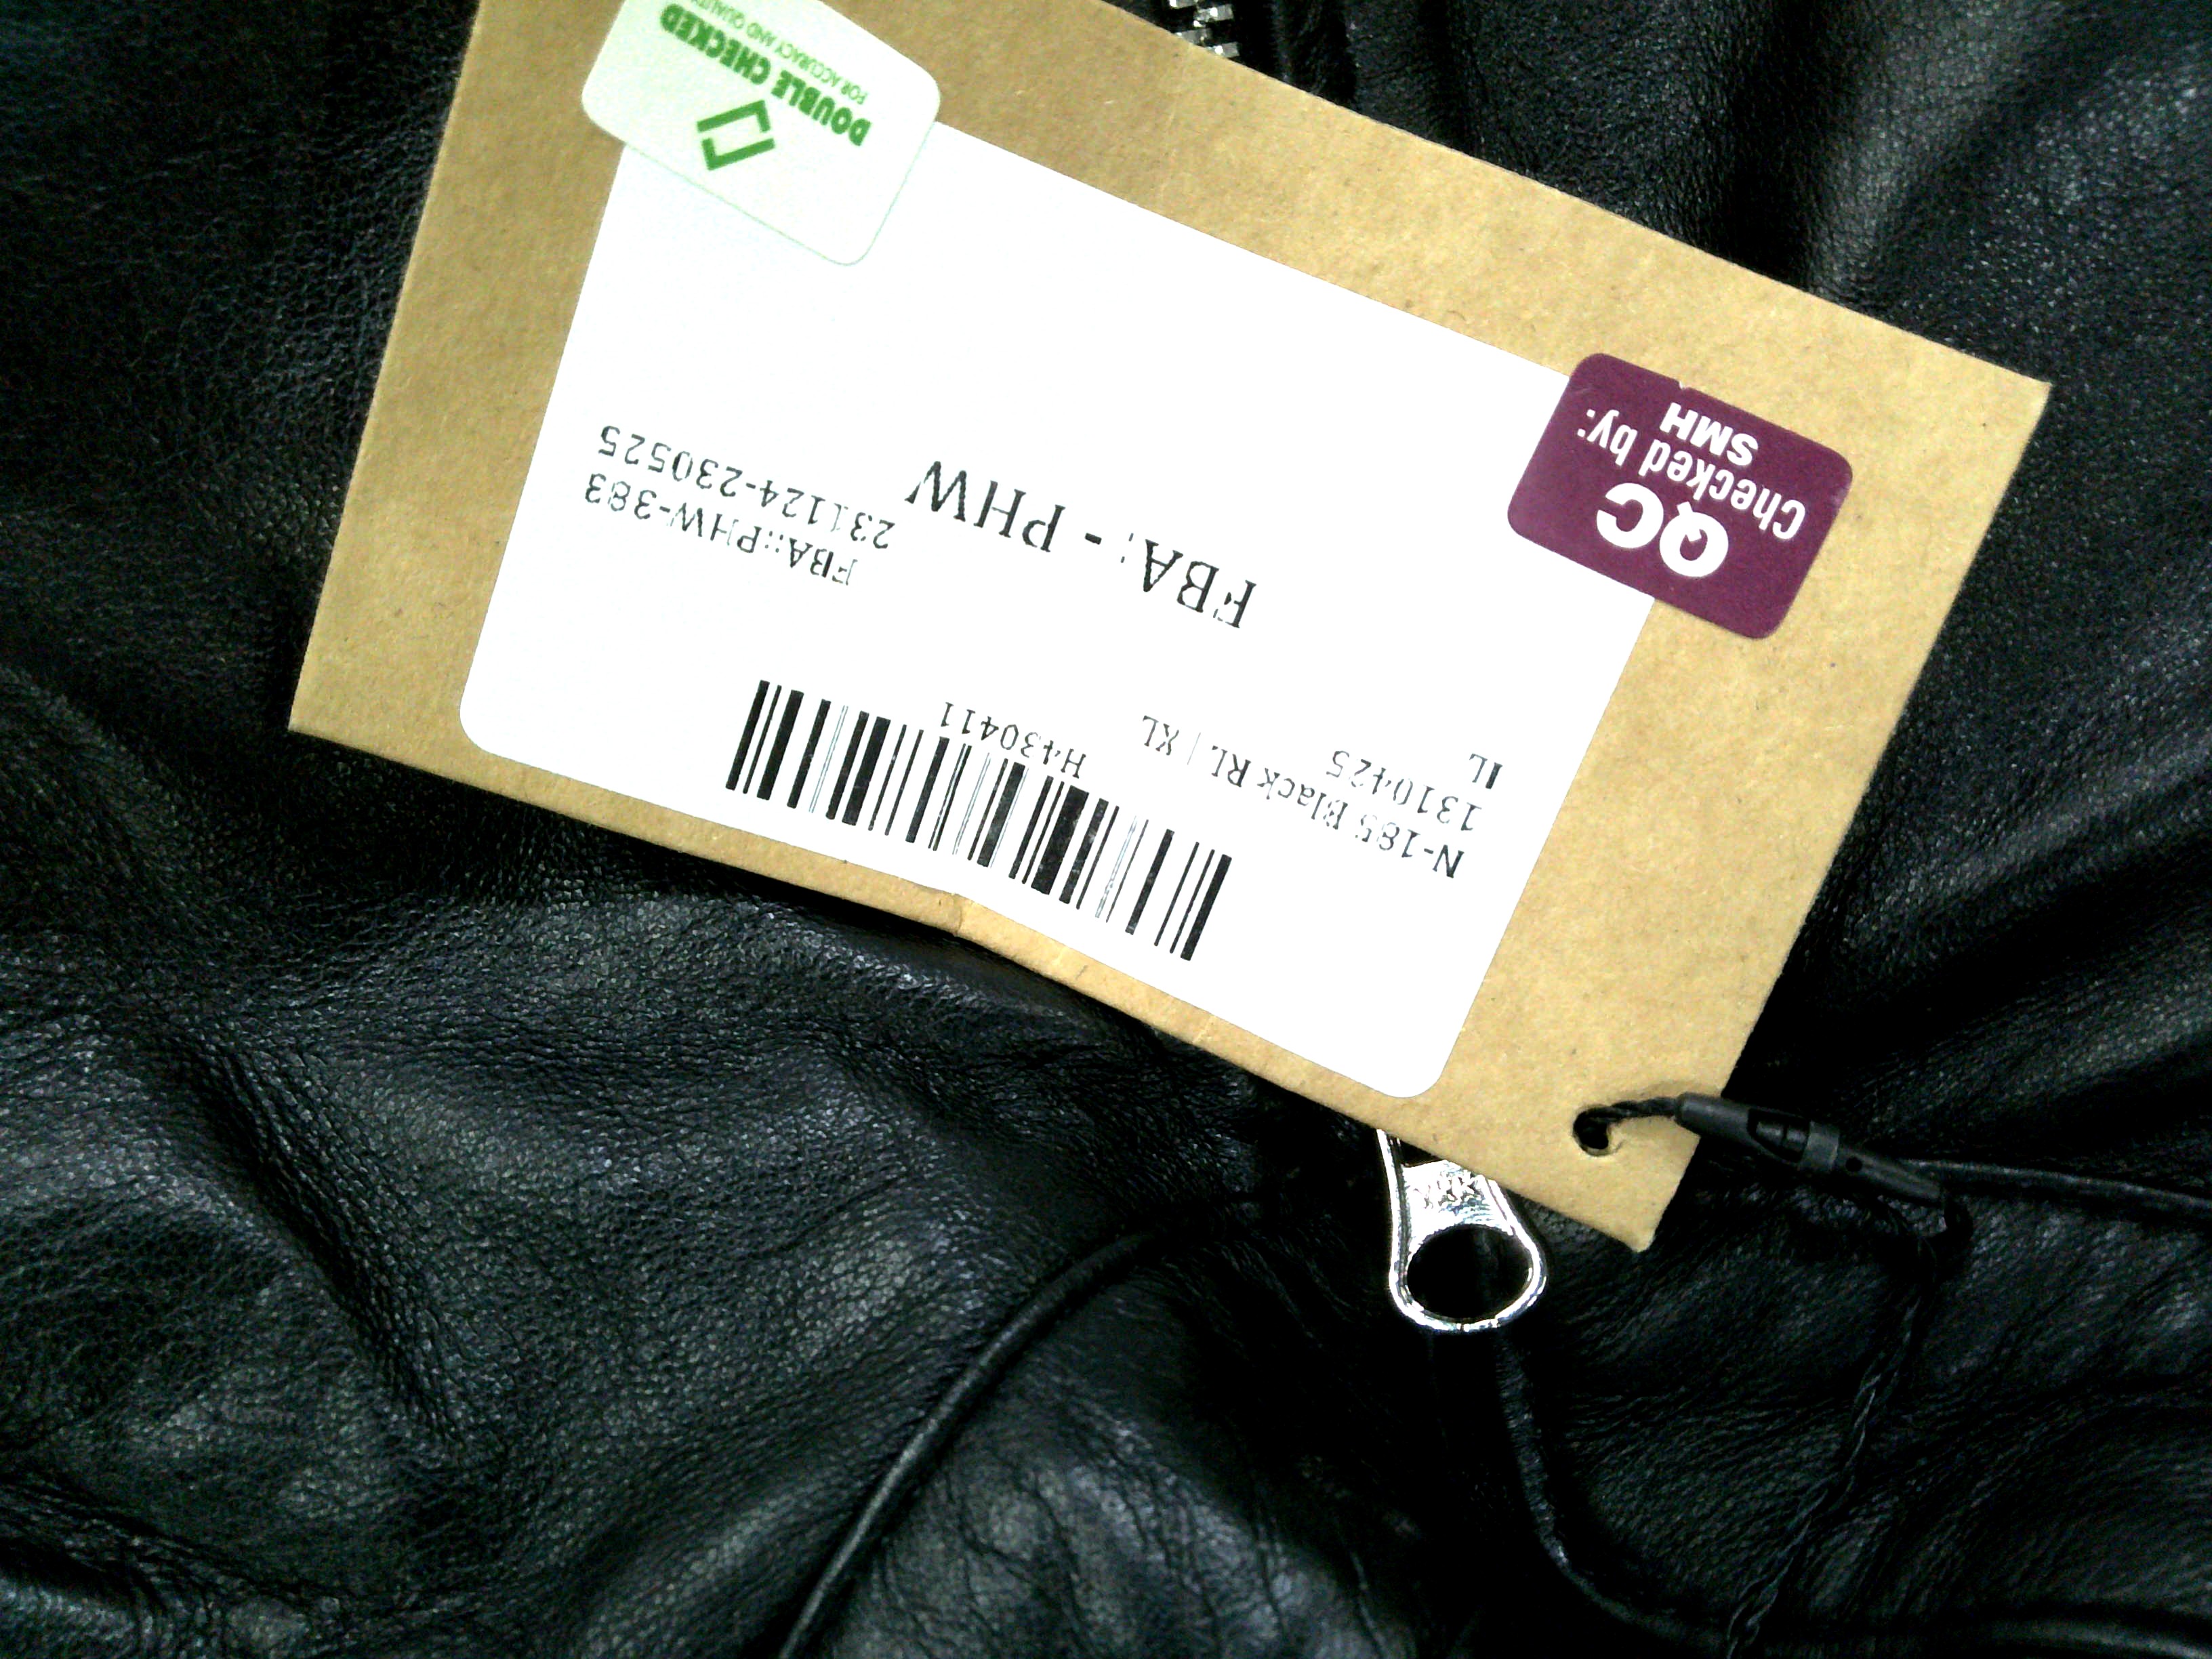 N-185 Black RL | XL
1310425
IL
H430411
FBA: - PHW
FBA::PHW-383
231124-230525
QC
Checked by:
SMH
DOUBLE CHECKED
FOR ACCURACY AND QUALITY